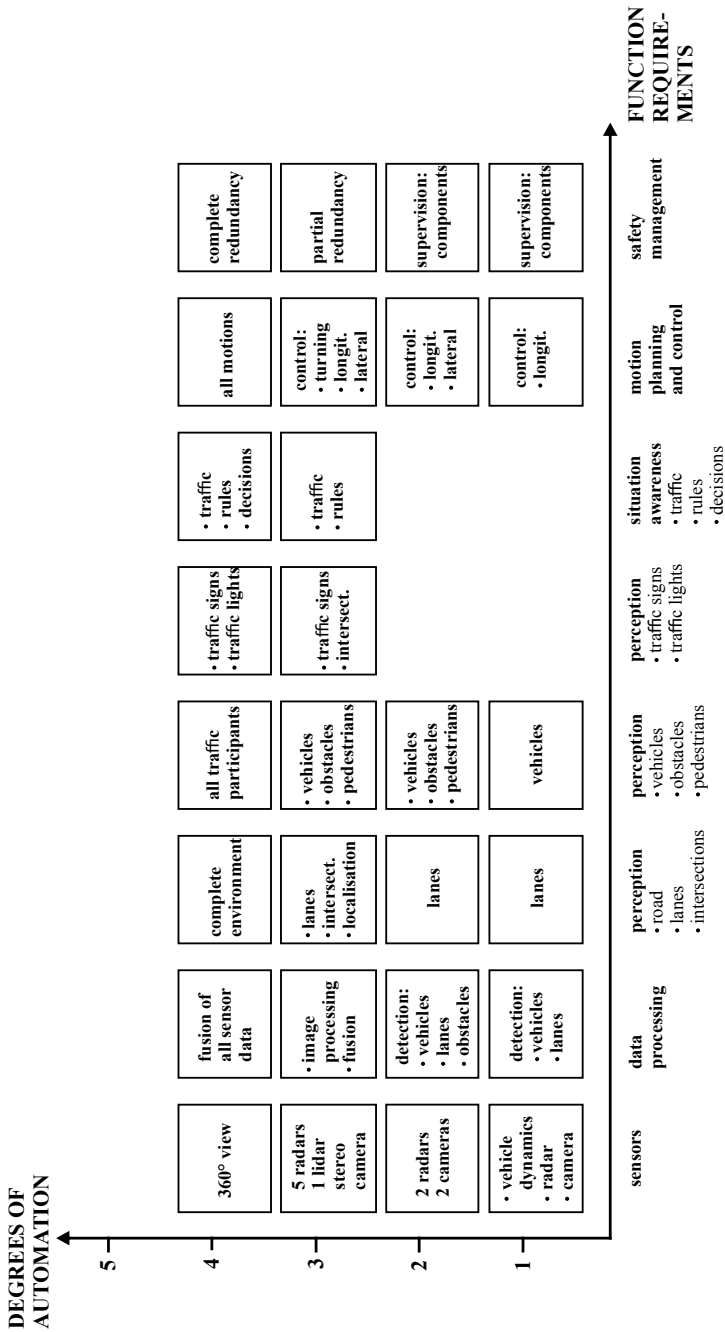 DEGREES OF
AUTOMATION
5
4
3
2
1
360° view
fusion of
all sensor
data
complete
environment
all traffic
participants
• traffic signs
• traffic lights
• traffic
• rules
• decisions
all motions
complete
redundancy
5 radars
1 lidar
stereo
camera
• image
processing
• fusion
• lanes
• intersect.
• localisation
• vehicles
• obstacles
• pedestrians
• traffic signs
• intersect.
• traffic
• rules
control:
• turning
• longit.
• lateral
partial
redundancy
2 radars
2 cameras
detection:
• vehicles
• lanes
• obstacles
lanes
• vehicles
• obstacles
• pedestrians
control:
• longit.
• lateral
supervision:
components
• vehicle
dynamics
• radar
• camera
detection:
• vehicles
• lanes
lanes
vehicles
control:
• longit.
supervision:
components
sensors
data
processing
perception
• road
• lanes
• intersections
perception
• vehicles
• obstacles
• pedestrians
perception
• traffic signs
• traffic lights
situation
awareness
• traffic
• rules
• decisions
motion
planning
and control
safety
management
FUNCTION
REQUIRE-
MENTS